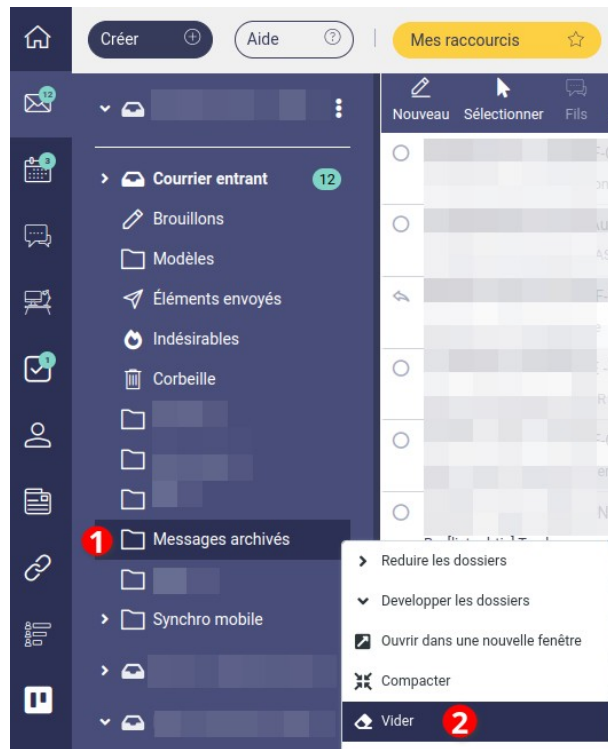 Créer
Aide
?
Mes raccourcis
12
3
1
Nouveau Sélectionner Fils
Courrier entrant 12
Brouillons
Modèles
Éléments envoyés
Indésirables
Corbeille
1 Messages archivés
Synchro mobile
Reduire les dossiers
Developper les dossiers
Ouvrir dans une nouvelle fenêtre
Compacter
Vider 2